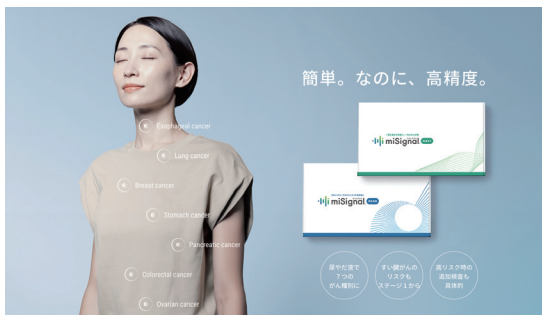 簡単。なのに、高精度。
Esophageal cancer
Lung cancer
Breast cancer
Stomach cancer
Pancreatic cancer
Colorectal cancer
Ovarian cancer
miSignal
miSignal
尿やだ液で
7つの
がん種別に
すい臓がんの
リスクも
ステージ1から
高リスク時の
追加検査も
具体的